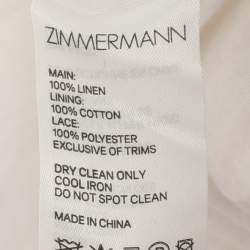 ZIMMERMANN
MAIN:
100% LINEN
LINING:
100% COTTON
LACE:
100% POLYESTER
EXCLUSIVE OF TRIMS
DRY CLEAN ONLY
COOL IRON
DO NOT SPOT CLEAN
MADE IN CHINA